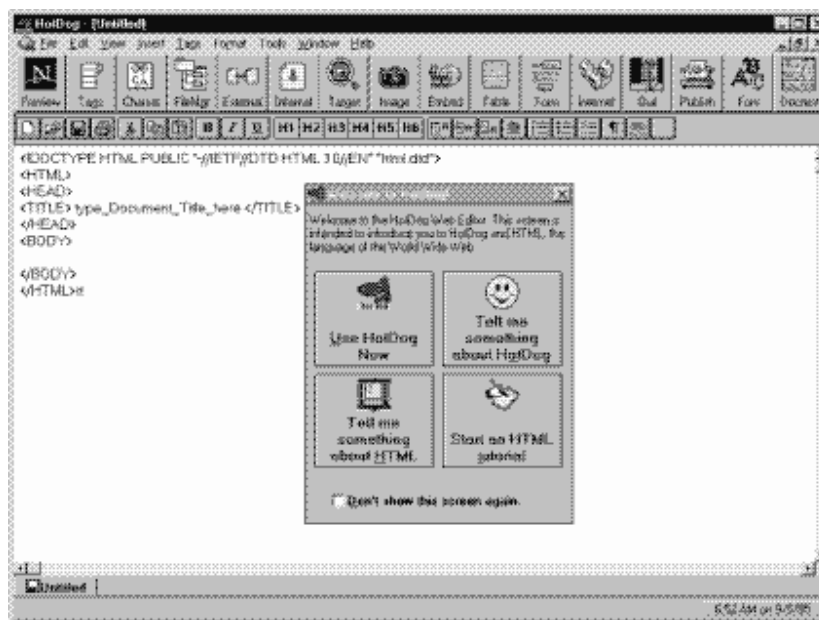 HotDog - [Untitled]
File Edit View Insert Tags Format Tools Window Help
Preview Tags Charset FileMgr External Internal Target Image Embed Table Form Internet Quit Publish Font Document
B I U H1 H2 H3 H4 H5 H6
<!DOCTYPE HTML PUBLIC "-//IETF//DTD HTML 3.0//EN" "html.dtd">
<HTML>
<HEAD>
<TITLE> type_Document_Title_here </TITLE>
</HEAD>
<BODY>
</BODY>
</HTML>
Welcome to the HotDog Web Editor. This screen is
intended to introduce you to HotDog and HTML, the
language of the World Wide Web.
Use HotDog
Now
Tell me
something
about HotDog
Tell me
something
about HTML
Start an HTML
tutorial
Don't show this screen again.
Untitled